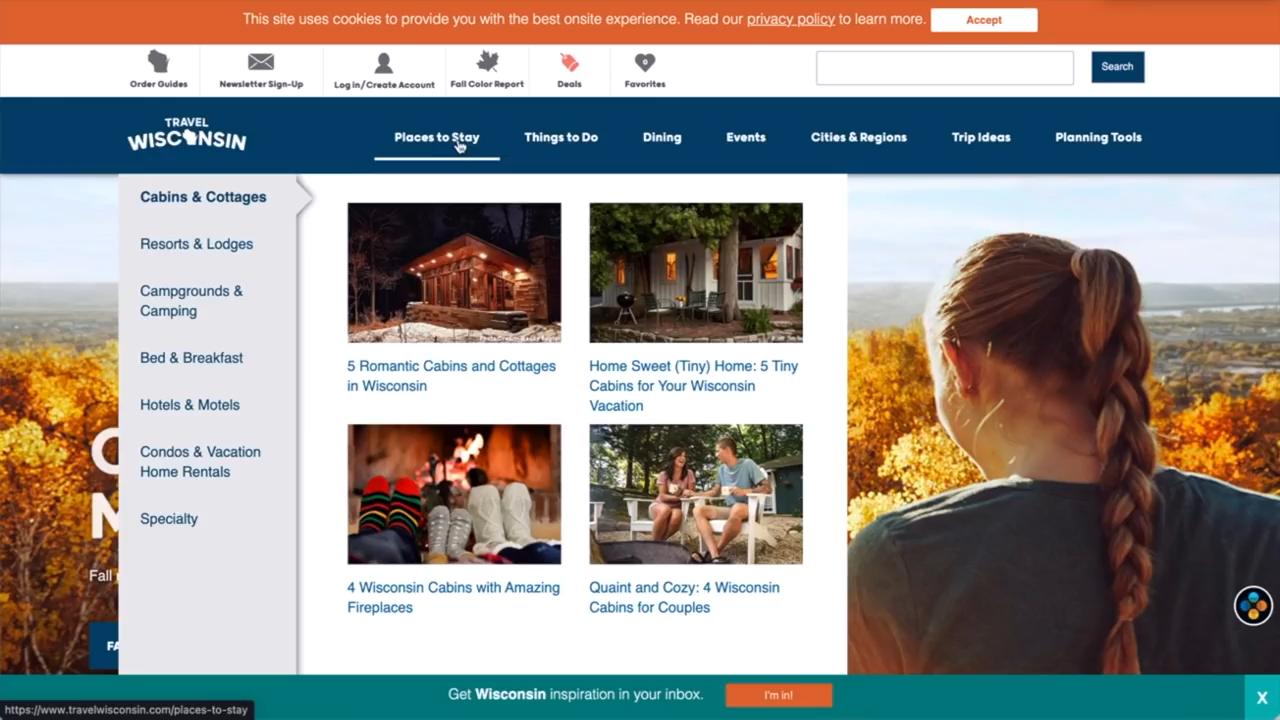 This site uses cookies to provide you with the best onsite experience. Read our privacy policy to learn more. Accept
Order Guides
Newsletter Sign-Up
Log in/Create Account
Fall Color Report
Deals
0
Favorites
Search
TRAVEL
WISCONSIN
Places to Stay
Things to Do
Dining
Events
Cities & Regions
Trip Ideas
Planning Tools
Cabins & Cottages
Resorts & Lodges
Campgrounds &
Camping
Bed & Breakfast
Hotels & Motels
Condos & Vacation
Home Rentals
Specialty
5 Romantic Cabins and Cottages
in Wisconsin
Home Sweet (Tiny) Home: 5 Tiny
Cabins for Your Wisconsin
Vacation
4 Wisconsin Cabins with Amazing
Fireplaces
Quaint and Cozy: 4 Wisconsin
Cabins for Couples
Fall
FA
Get Wisconsin inspiration in your inbox. I'm in!
X
https://www.travelwisconsin.com/places-to-stay